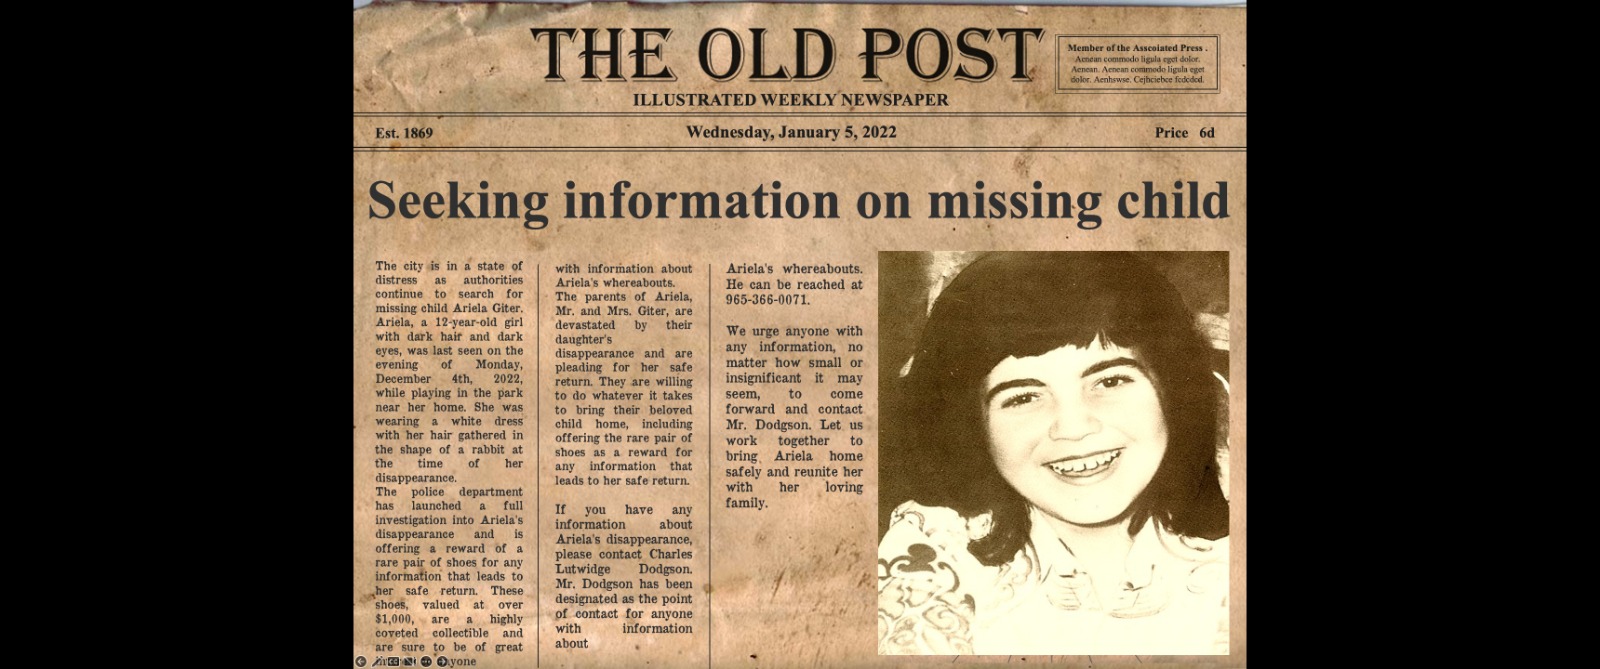 THE OLD POST
Member of the Asscoiated Press .
Aenean commodo ligula eget dolor.
Aenean. Aenean commodo ligula eget
dolor. Aenhswse. Cejhciebce fcdcdcd.
ILLUSTRATED WEEKLY NEWSPAPER
Est. 1869
Wednesday, January 5, 2022
Price 6d
Seeking information on missing child
The city is in a state of
distress as authorities
continue to search for
missing child Ariela Giter.
Ariela, a 12-year-old girl
with dark hair and dark
eyes, was last seen on the
evening of Monday,
December 4th, 2022,
while playing in the park
near her home. She was
wearing a white dress
with her hair gathered in
the shape of a rabbit at
the time of her
disappearance.
The police department
has launched a full
investigation into Ariela's
disappearance and is
offering a reward of a
rare pair of shoes for any
information that leads to
her safe return. These
shoes, valued at over
$1,000, are a highly
coveted collectible and
are sure to be of great
with information about
Ariela's whereabouts.
The parents of Ariela,
Mr. and Mrs. Giter, are
devastated by their
daughter's
disappearance and are
pleading for her safe
return. They are willing
to do whatever it takes
to bring their beloved
child home, including
offering the rare pair of
shoes as a reward for
any information that
leads to her safe return.
If you have any
information about
Ariela's disappearance,
please contact Charles
Lutwidge Dodgson.
Mr. Dodgson has been
designated as the point
of contact for anyone
with information
about
Ariela's whereabouts.
He can be reached at
965-366-0071.
We urge anyone with
any information, no
matter how small or
insignificant it may
seem, to come
forward and contact
Mr. Dodgson. Let us
work together to
bring Ariela home
safely and reunite her
with her loving
family.